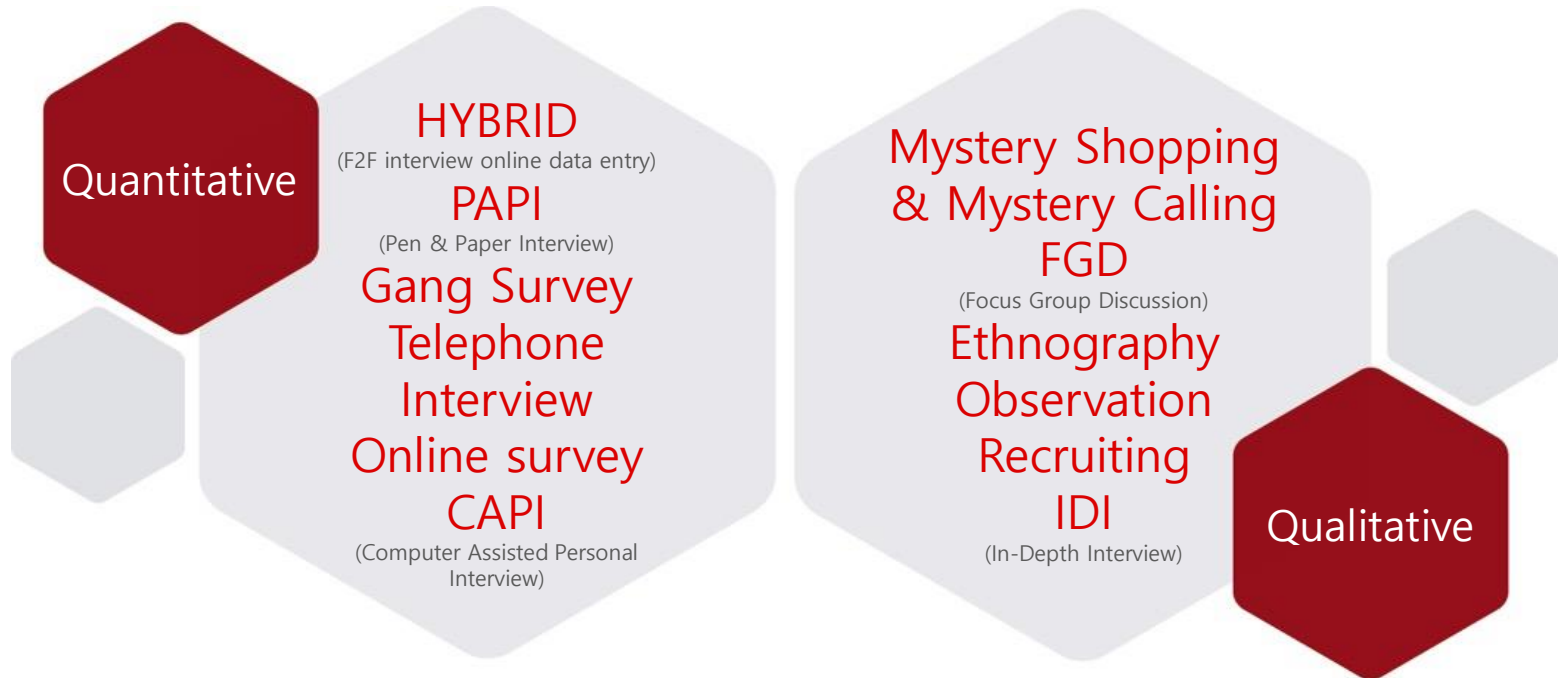 Quantitative
HYBRID
(F2F interview online data entry)
PAPI
(Pen & Paper Interview)
Gang Survey
Telephone
Interview
Online survey
CAPI
(Computer Assisted Personal
Interview)
Mystery Shopping
& Mystery Calling
FGD
(Focus Group Discussion)
Ethnography
Observation
Recruiting
IDI
(In-Depth Interview)
Qualitative